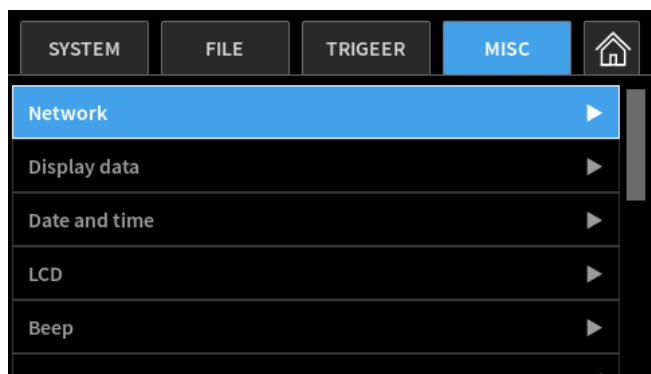 SYSTEM FILE TRIGEER MISC
Network
Display data
Date and time
LCD
Beep